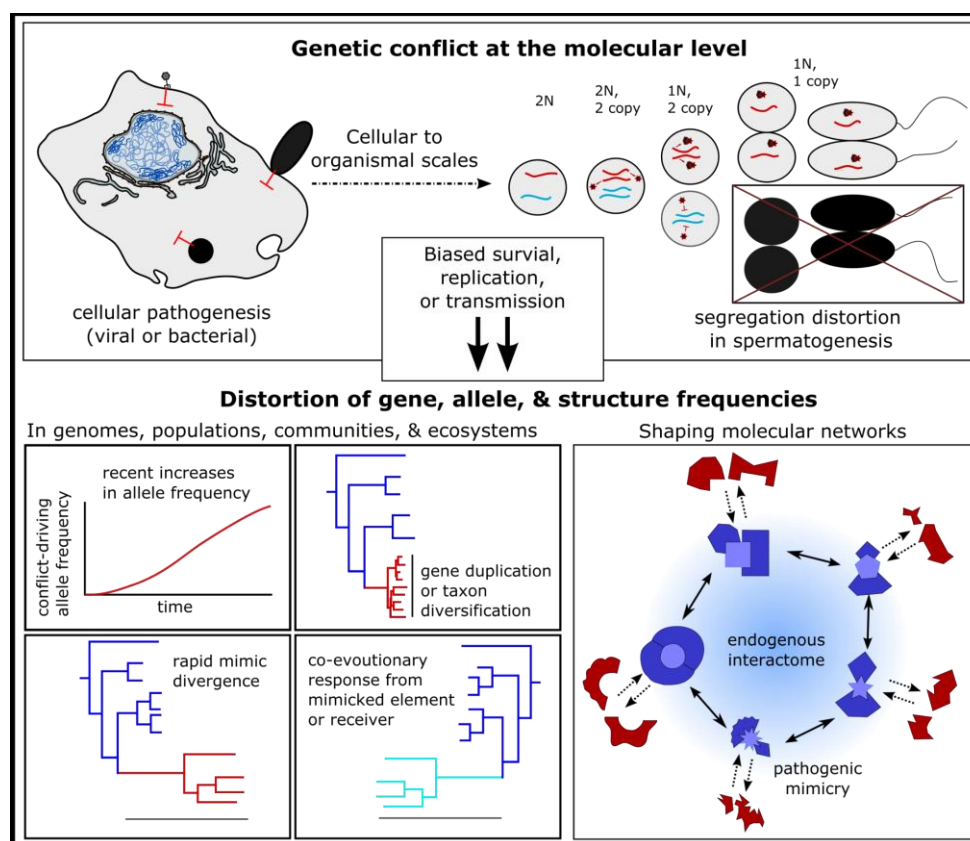 Genetic conflict at the molecular level
2N
2N,
2 copy
1N,
2 copy
1N,
1 copy
Cellular to
organismal scales
cellular pathogenesis
(viral or bacterial)
Biased survial,
replication,
or transmission
segregation distortion
in spermatogenesis
Distortion of gene, allele, & structure frequencies
In genomes, populations, communities, & ecosystems
conflict-driving
allele frequency
recent increases
in allele frequency
time
gene duplication
or taxon
diversification
rapid mimic
divergence
co-evoutionary
response from
mimicked element
or receiver
Shaping molecular networks
endogenous
interactome
pathogenic
mimicry